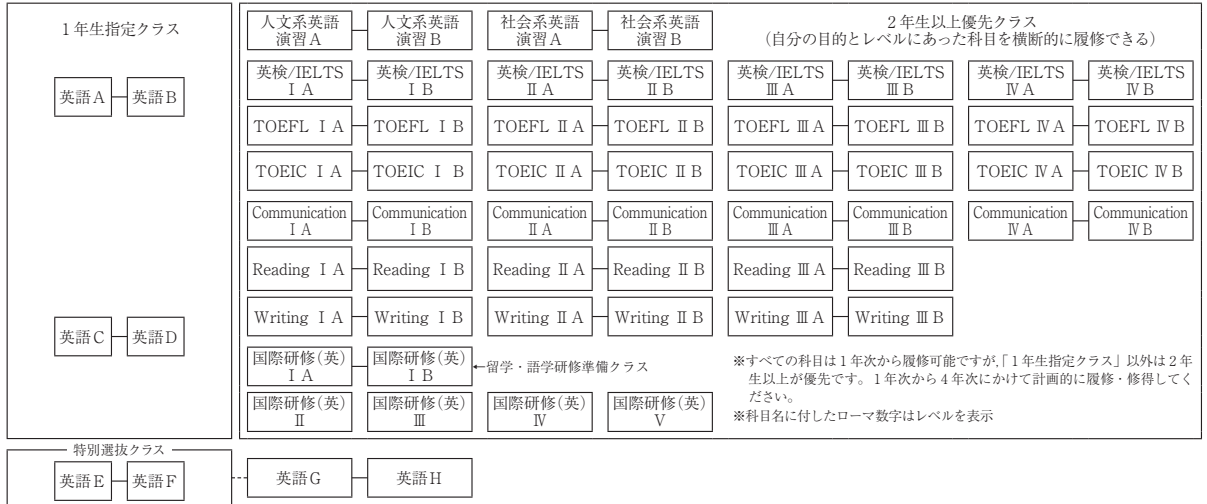 1年生指定クラス
英語A
英語B
英語C
英語D
人文系英語
演習A
人文系英語
演習B
社会系英語
演習A
社会系英語
演習B
2年生以上優先クラス
(自分の目的とレベルにあった科目を横断的に履修できる)
英検/IELTS
ⅠA
英検/IELTS
ⅠB
英検/IELTS
ⅡA
英検/IELTS
ⅡB
英検/IELTS
ⅢA
英検/IELTS
ⅢB
英検/IELTS
ⅣA
英検/IELTS
ⅣB
TOEFL ⅠA
TOEFL ⅠB
TOEFL ⅡA
TOEFL ⅡB
TOEFL ⅢA
TOEFL ⅢB
TOEFL ⅣA
TOEFL ⅣB
TOEIC ⅠA
TOEIC ⅠB
TOEIC ⅡA
TOEIC ⅡB
TOEIC ⅢA
TOEIC ⅢB
TOEIC ⅣA
TOEIC ⅣB
Communication
ⅠA
Communication
ⅠB
Communication
ⅡA
Communication
ⅡB
Communication
ⅢA
Communication
ⅢB
Communication
ⅣA
Communication
ⅣB
Reading ⅠA
Reading ⅠB
Reading ⅡA
Reading ⅡB
Reading ⅢA
Reading ⅢB
Writing ⅠA
Writing ⅠB
Writing ⅡA
Writing ⅡB
Writing ⅢA
Writing ⅢB
国際研修(英)
ⅠA
国際研修(英)
ⅠB
←留学・語学研修準備クラス
国際研修(英)
Ⅱ
国際研修(英)
Ⅲ
国際研修(英)
Ⅳ
国際研修(英)
Ⅴ
※すべての科目は1年次から履修可能ですが,「1年生指定クラス」以外は2年
生以上が優先です。1年次から4年次にかけて計画的に履修・修得してく
ださい。
※科目名に付したローマ数字はレベルを表示
特別選抜クラス
英語E
英語F
英語G
英語H